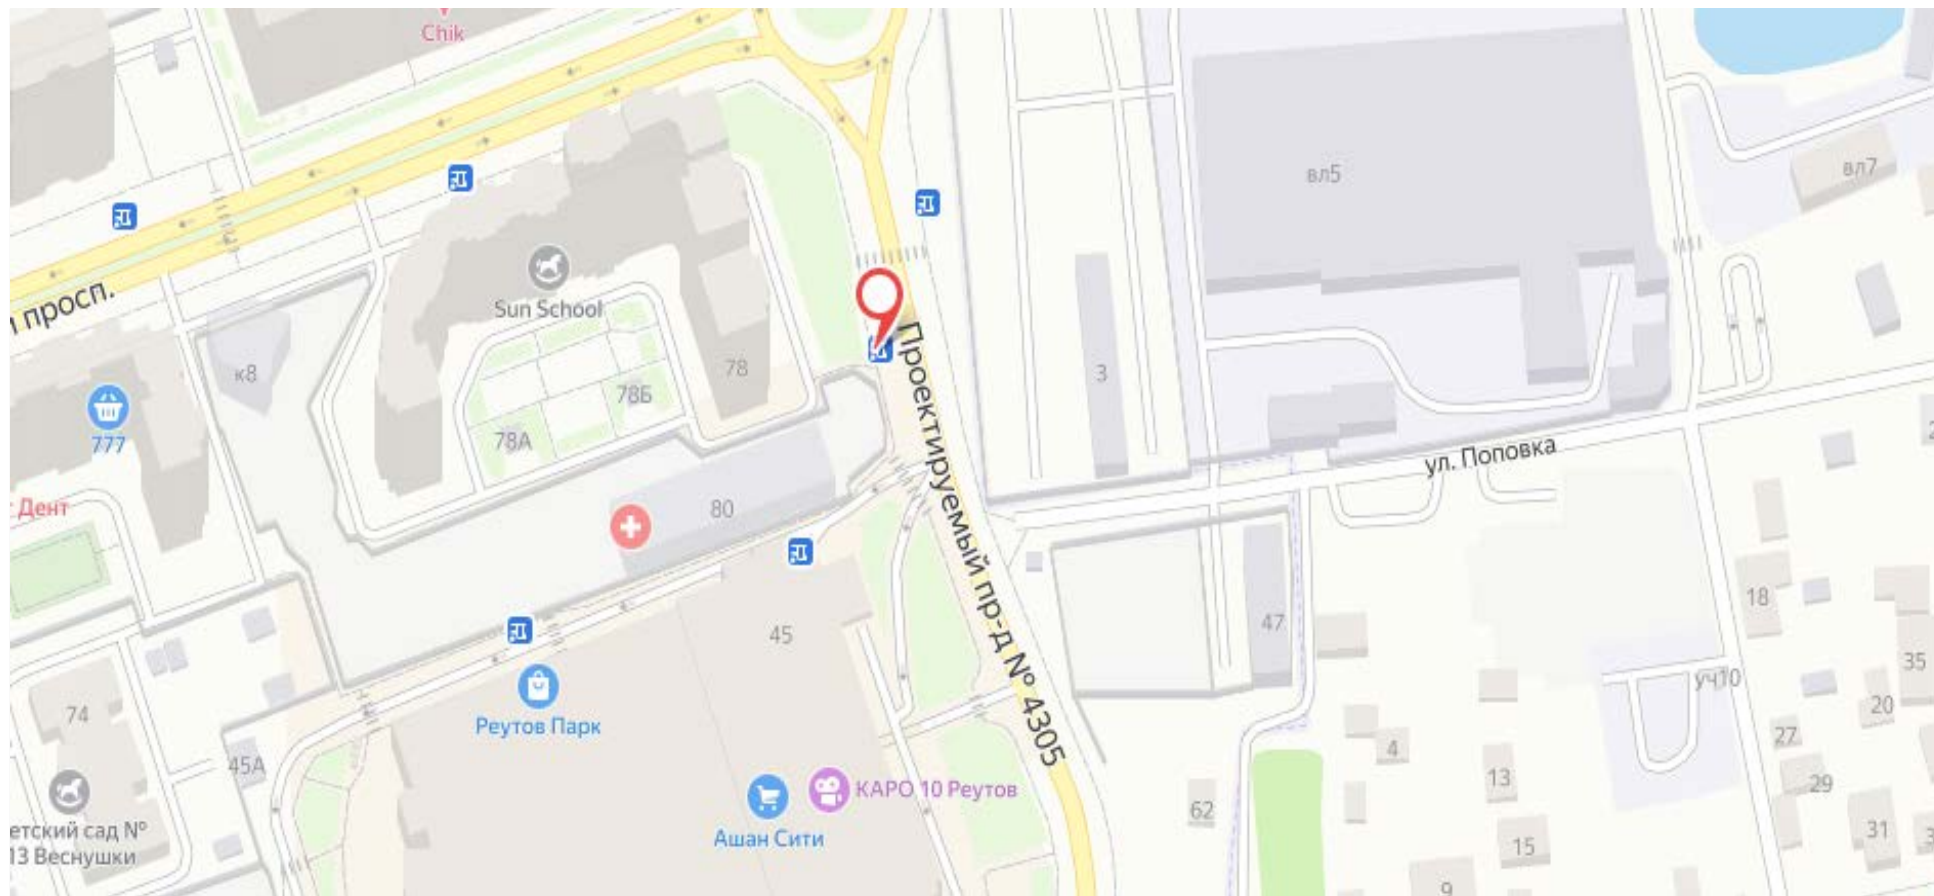 Chik
вл5
вл7
просп.
Sun School
к8
78
3
78Б
777
78А
Проектируемый пр-д № 4305
ул. Поповка
Дент
80
18
45
47
35
уч10
74
20
Реутов Парк
27
4
45А
13
29
КАРО 10 Реутов
62
етский сад №
13 Веснушки
Ашан Сити
31
15
9